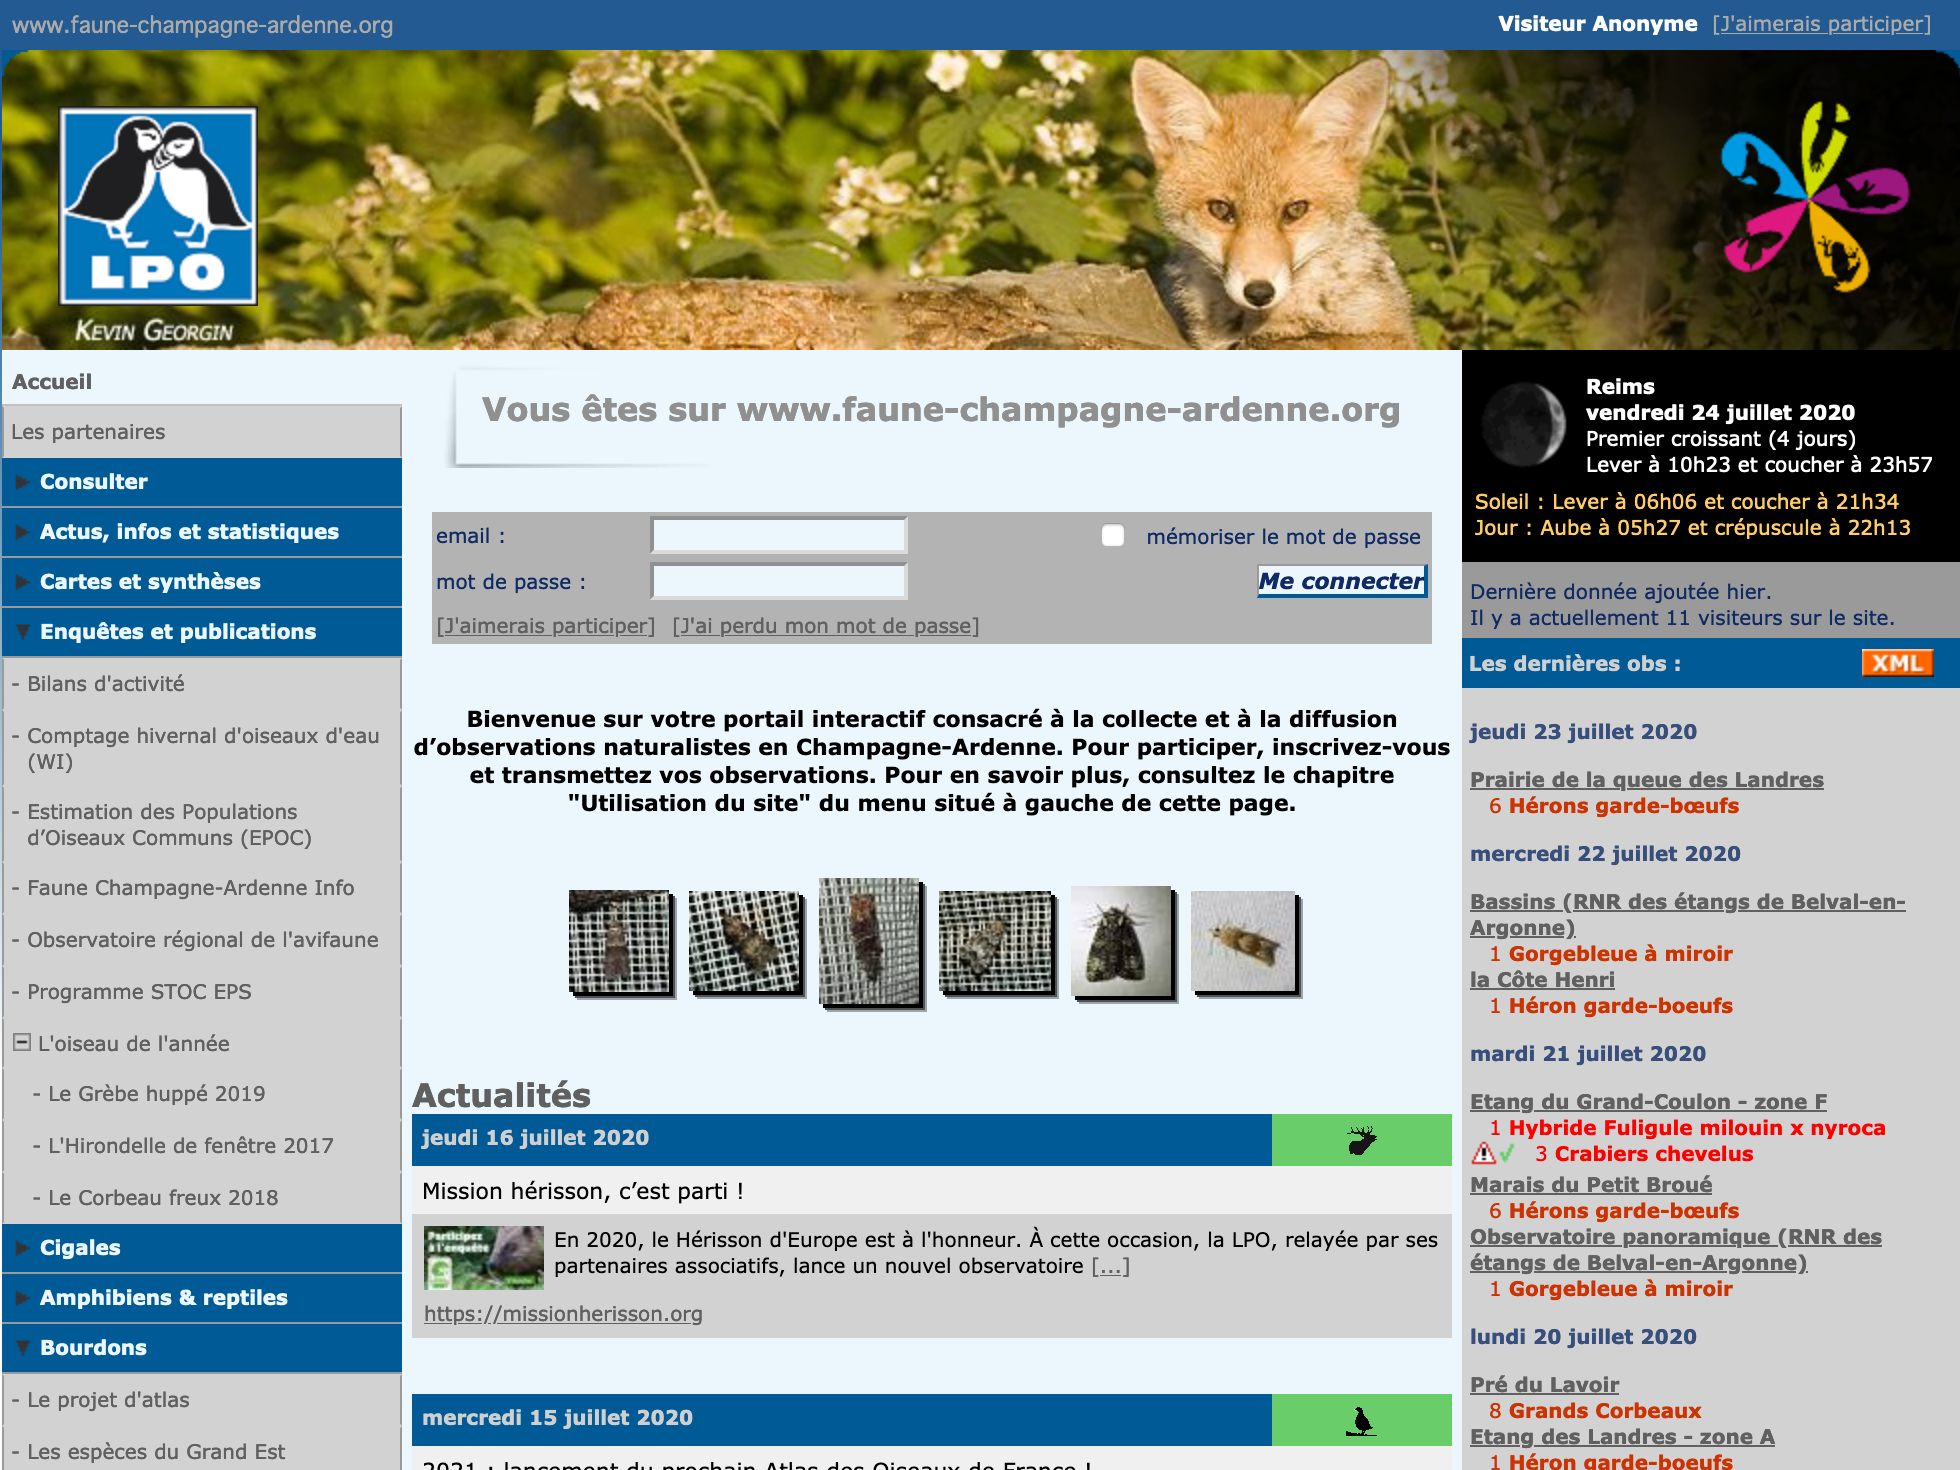 www.faune-champagne-ardenne.org
Visiteur Anonyme [J'aimerais participer]
LPO
KEVIN GEORGIN
Accueil
Les partenaires
Consulter
Actus, infos et statistiques
Cartes et synthèses
Enquêtes et publications
- Bilans d'activité
- Comptage hivernal d'oiseaux d'eau
(WI)
- Estimation des Populations
d’Oiseaux Communs (EPOC)
- Faune Champagne-Ardenne Info
- Observatoire régional de l'avifaune
- Programme STOC EPS
L'oiseau de l'année
- Le Grèbe huppé 2019
- L'Hirondelle de fenêtre 2017
- Le Corbeau freux 2018
Cigales
Amphibiens & reptiles
Bourdons
- Le projet d'atlas
- Les espèces du Grand Est
Vous êtes sur www.faune-champagne-ardenne.org
email :
mémoriser le mot de passe
mot de passe :
Me connecter
[J'aimerais participer] [J'ai perdu mon mot de passe]
Bienvenue sur votre portail interactif consacré à la collecte et à la diffusion
d’observations naturalistes en Champagne-Ardenne. Pour participer, inscrivez-vous
et transmettez vos observations. Pour en savoir plus, consultez le chapitre
"Utilisation du site" du menu situé à gauche de cette page.
Actualités
jeudi 16 juillet 2020
Mission hérisson, c’est parti !
Participez
à l'enquête
En 2020, le Hérisson d'Europe est à l'honneur. À cette occasion, la LPO, relayée par ses
partenaires associatifs, lance un nouvel observatoire [...]
https://missionherisson.org
mercredi 15 juillet 2020
2021 : lancement du prochain Atlas des Oiseaux de France !
Reims
vendredi 24 juillet 2020
Premier croissant (4 jours)
Lever à 10h23 et coucher à 23h57
Soleil : Lever à 06h06 et coucher à 21h34
Jour : Aube à 05h27 et crépuscule à 22h13
Dernière donnée ajoutée hier.
Il y a actuellement 11 visiteurs sur le site.
Les dernières obs :
XML
jeudi 23 juillet 2020
Prairie de la queue des Landres
6 Hérons garde-bœufs
mercredi 22 juillet 2020
Bassins (RNR des étangs de Belval-en-
Argonne)
1 Gorgebleue à miroir
la Côte Henri
1 Héron garde-boeufs
mardi 21 juillet 2020
Etang du Grand-Coulon - zone F
1 Hybride Fuligule milouin x nyroca
3 Crabiers chevelus
Marais du Petit Broué
6 Hérons garde-bœufs
Observatoire panoramique (RNR des
étangs de Belval-en-Argonne)
1 Gorgebleue à miroir
lundi 20 juillet 2020
Pré du Lavoir
8 Grands Corbeaux
Etang des Landres - zone A
1 Héron garde-boeufs